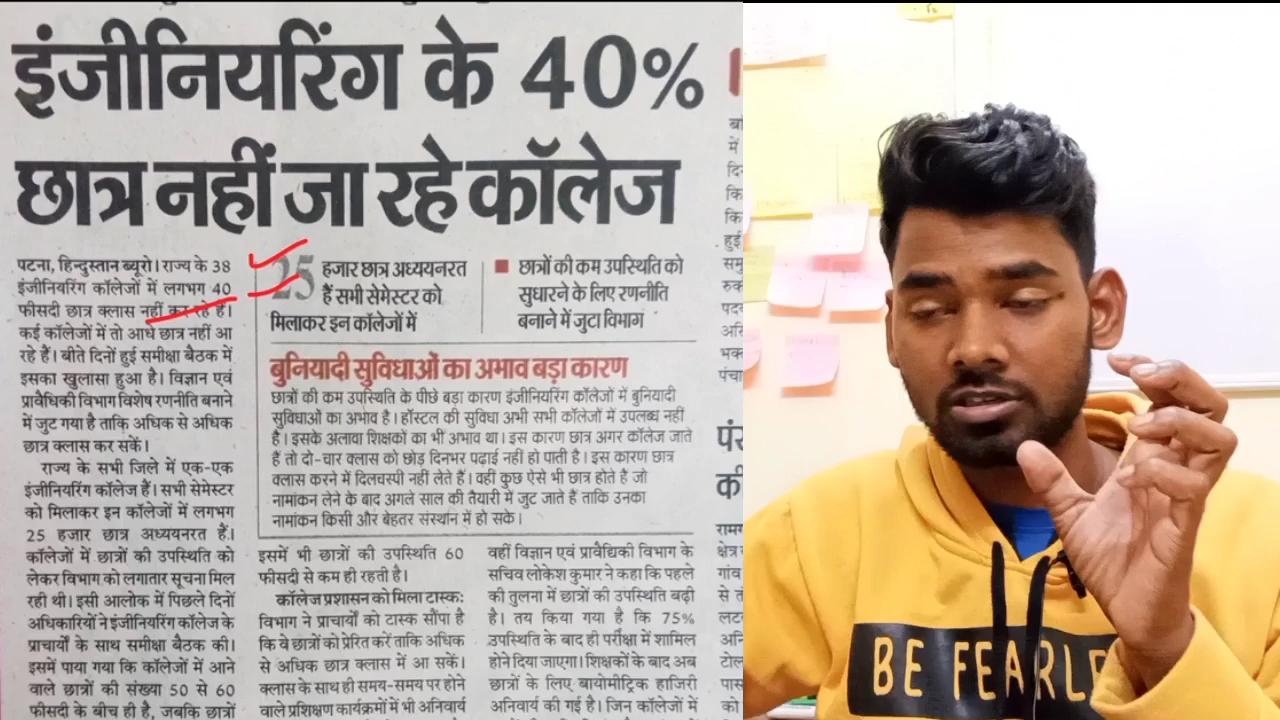 इंजीनियरिंग के 40%
छात्र नहीं जा रहे कॉलेज
पटना, हिन्दुस्तान ब्यूरो। राज्य के 38
इंजीनियरिंग कॉलेजों में लगभग 40
फीसदी छात्र क्लास नहीं कर रहे हैं।
कई कॉलेजों में तो आधे छात्र नहीं आ
रहे हैं। बीते दिनों हुई समीक्षा बैठक में
इसका खुलासा हुआ है। विज्ञान एवं
प्रावैधिकी विभाग विशेष रणनीति बनाने
में जुट गया है ताकि अधिक से अधिक
छात्र क्लास कर सकें।
राज्य के सभी जिले में एक-एक
इंजीनियरिंग कॉलेज हैं। सभी सेमेस्टर
को मिलाकर इन कॉलेजों में लगभग
25 हजार छात्र अध्ययनरत हैं।
कॉलेजों में छात्रों की उपस्थिति को
लेकर विभाग को लगातार सूचना मिल
रही थी। इसी आलोक में पिछले दिनों
अधिकारियों ने इंजीनियरिंग कॉलेज के
प्राचार्यों के साथ समीक्षा बैठक की।
इसमें पाया गया कि कॉलेजों में आने
वाले छात्रों की संख्या 50 से 60
फीसदी के बीच ही है, जबकि छात्रों
25 हजार छात्र अध्ययनरत
हैं सभी सेमेस्टर को
मिलाकर इन कॉलेजों में
छात्रों की कम उपस्थिति को
सुधारने के लिए रणनीति
बनाने में जुटा विभाग
बुनियादी सुविधाओं का अभाव बड़ा कारण
छात्रों की कम उपस्थिति के पीछे बड़ा कारण इंजीनियरिंग कॉलेजों में बुनियादी
सुविधाओं का अभाव है। हॉस्टल की सुविधा अभी सभी कॉलेजों में उपलब्ध नहीं
है। इसके अलावा शिक्षकों का भी अभाव था। इस कारण छात्र अगर कॉलेज जाते
हैं तो दो-चार क्लास को छोड़ दिनभर पढाई नहीं हो पाती है। इस कारण छात्र
क्लास करने में दिलचस्पी नहीं लेते हैं। वहीं कुछ ऐसे भी छात्र होते हैं जो
नामांकन लेने के बाद अगले साल की तैयारी में जुट जाते हैं ताकि उनका
नामांकन किसी और बेहतर संस्थान में हो सके।
इसमें भी छात्रों की उपस्थिति 60
फीसदी से कम ही रहती है।
कॉलेज प्रशासन को मिला टास्क:
विभाग ने प्राचार्यों को टास्क सौंपा है
कि वे छात्रों को प्रेरित करें ताकि अधिक
से अधिक छात्र क्लास में आ सकें।
क्लास के साथ ही समय-समय पर होने
वाले प्रशिक्षण कार्यक्रमों में भी अनिवार्य
वहीं विज्ञान एवं प्रावैद्यिकी विभाग के
सचिव लोकेश कुमार ने कहा कि पहले
की तुलना में छात्रों की उपस्थिति बढ़ी
है। तय किया गया है कि 75%
उपस्थिति के बाद ही परीक्षा में शामिल
होने दिया जाएगा। शिक्षकों के बाद अब
छात्रों के लिए बायोमीट्रिक हाजिरी
अनिवार्य की गई है। जिन कॉलेजों में
BE FEARLE